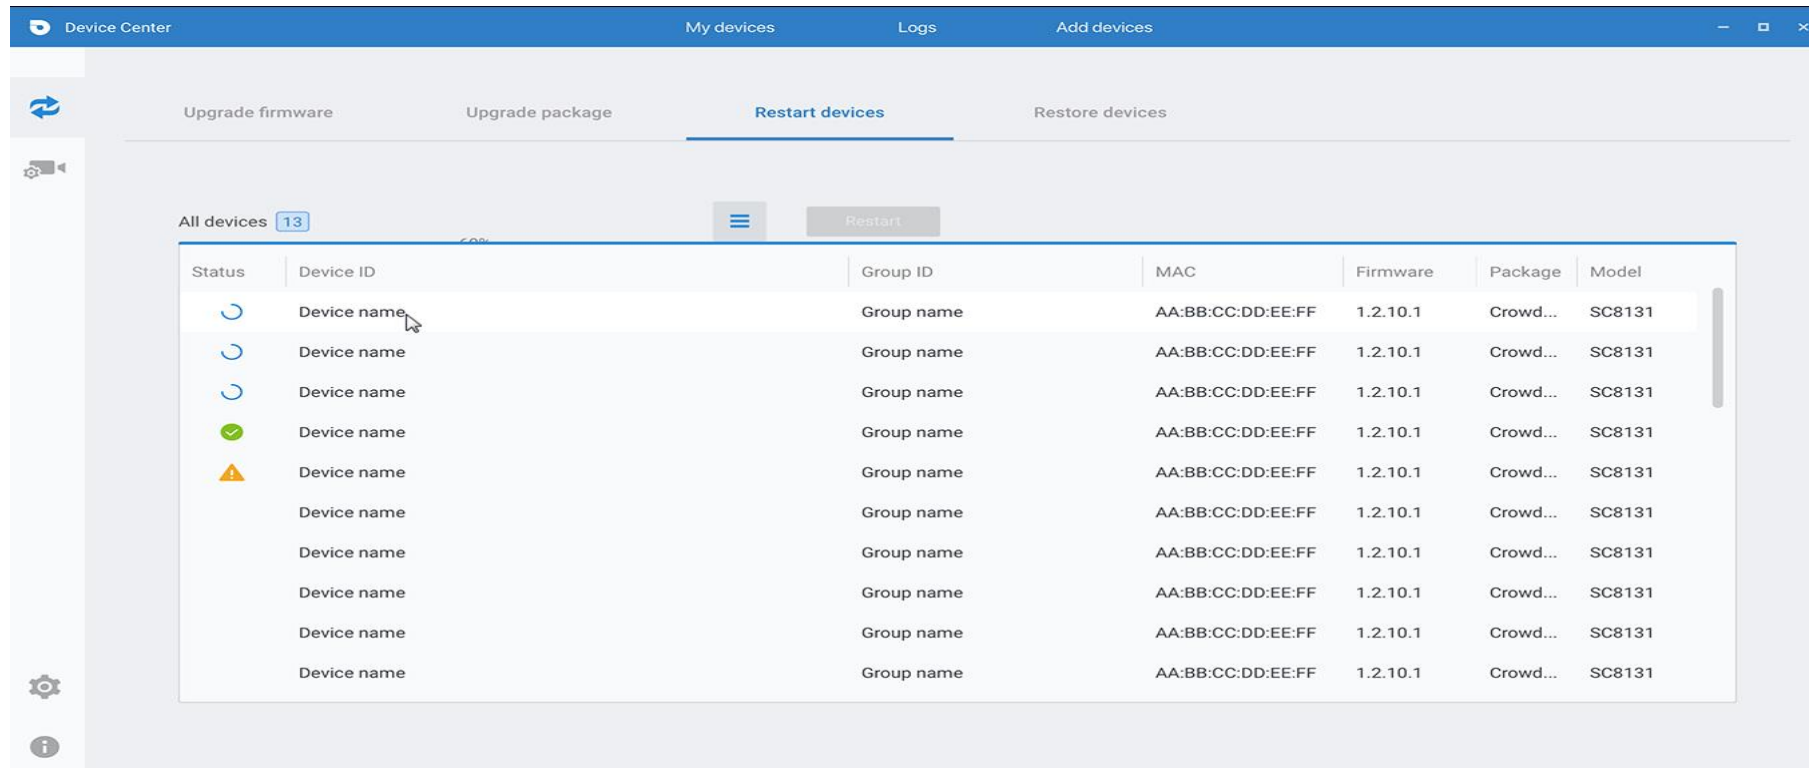 Device Center My devices Logs Add devices
Upgrade firmware Upgrade package Restart devices Restore devices
All devices 13 Restart
60%
Status Device ID Group ID MAC Firmware Package Model
Device name Group name AA:BB:CC:DD:EE:FF 1.2.10.1 Crowd... SC8131
Device name Group name AA:BB:CC:DD:EE:FF 1.2.10.1 Crowd... SC8131
Device name Group name AA:BB:CC:DD:EE:FF 1.2.10.1 Crowd... SC8131
Device name Group name AA:BB:CC:DD:EE:FF 1.2.10.1 Crowd... SC8131
Device name Group name AA:BB:CC:DD:EE:FF 1.2.10.1 Crowd... SC8131
Device name Group name AA:BB:CC:DD:EE:FF 1.2.10.1 Crowd... SC8131
Device name Group name AA:BB:CC:DD:EE:FF 1.2.10.1 Crowd... SC8131
Device name Group name AA:BB:CC:DD:EE:FF 1.2.10.1 Crowd... SC8131
Device name Group name AA:BB:CC:DD:EE:FF 1.2.10.1 Crowd... SC8131
Device name Group name AA:BB:CC:DD:EE:FF 1.2.10.1 Crowd... SC8131